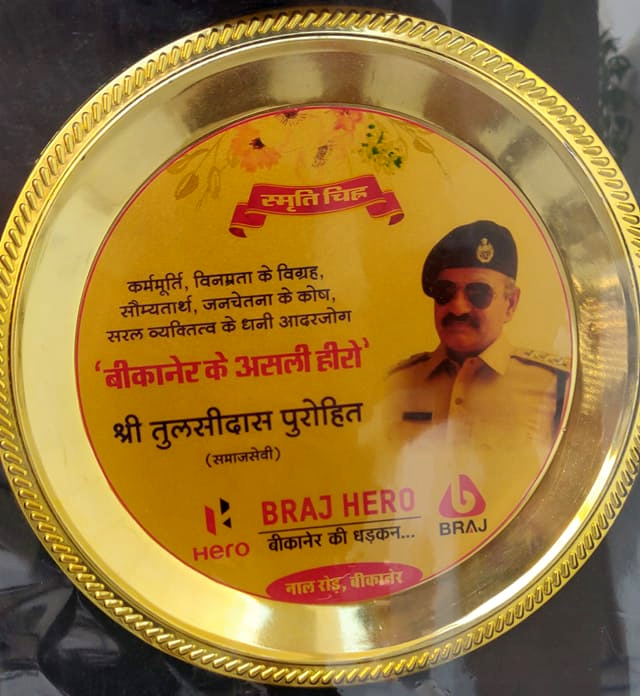 स्मृति चिह्न
कर्ममूर्ति, विनम्रता के विग्रह,
सौम्यतार्थ, जनचेतना के कोष,
सरल व्यक्तित्व के धनी आदरजोग
'बीकानेर के असली हीरो'
श्री तुलसीदास पुरोहित
(समाजसेवी)
Hero
BRAJ HERO
बीकानेर की धड़कन...
BRAJ
नाल रोड़, बीकानेर